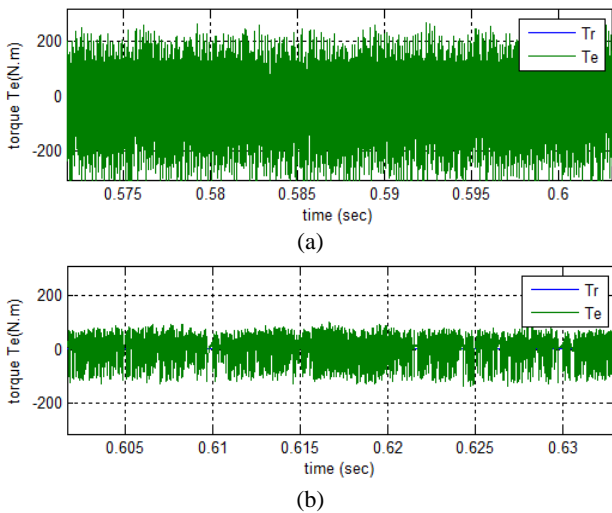 torque Te(N.m)
200
0
-200
Tr
Te
0.575 0.58 0.585 0.59 0.595 0.6
time (sec)
(a)
torque Te(N.m)
200
0
-200
Tr
Te
0.605 0.61 0.615 0.62 0.625 0.63
time (sec)
(b)